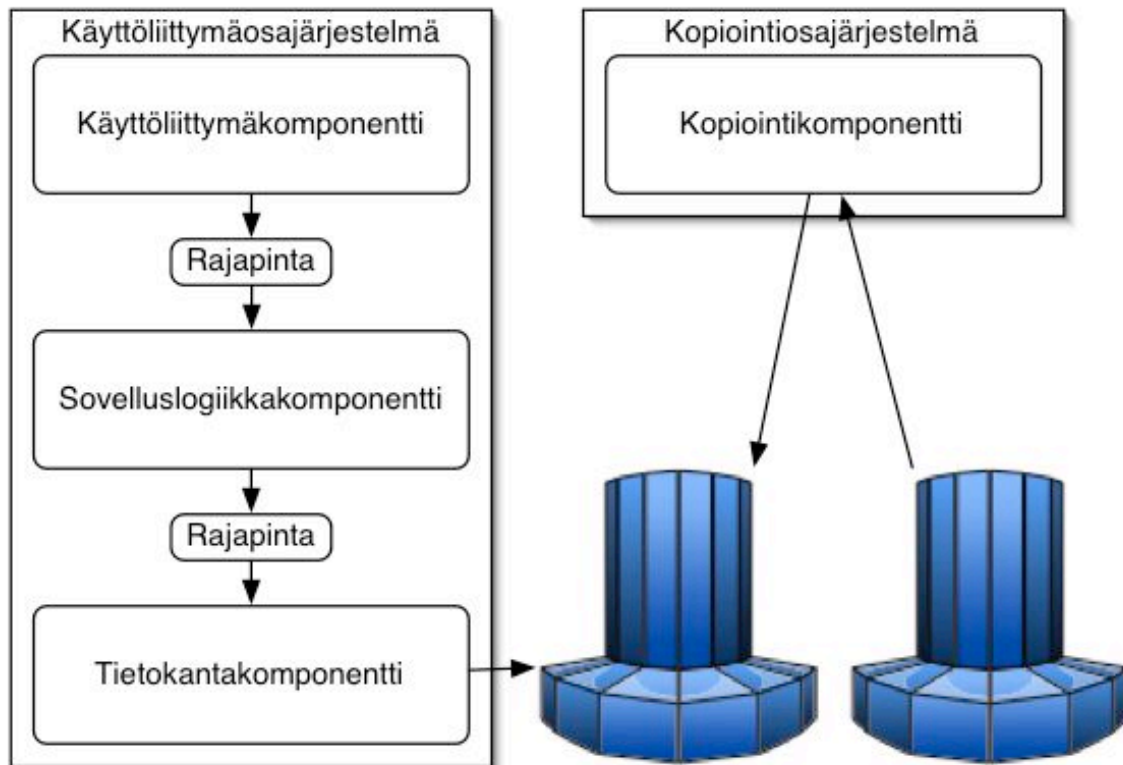 Käyttöliittymäosajärjestelmä
Käyttöliittymäkomponentti
Rajapinta
Sovelluslogiikkakomponentti
Rajapinta
Tietokantakomponentti
Kopiointiosajärjestelmä
Kopiointikomponentti